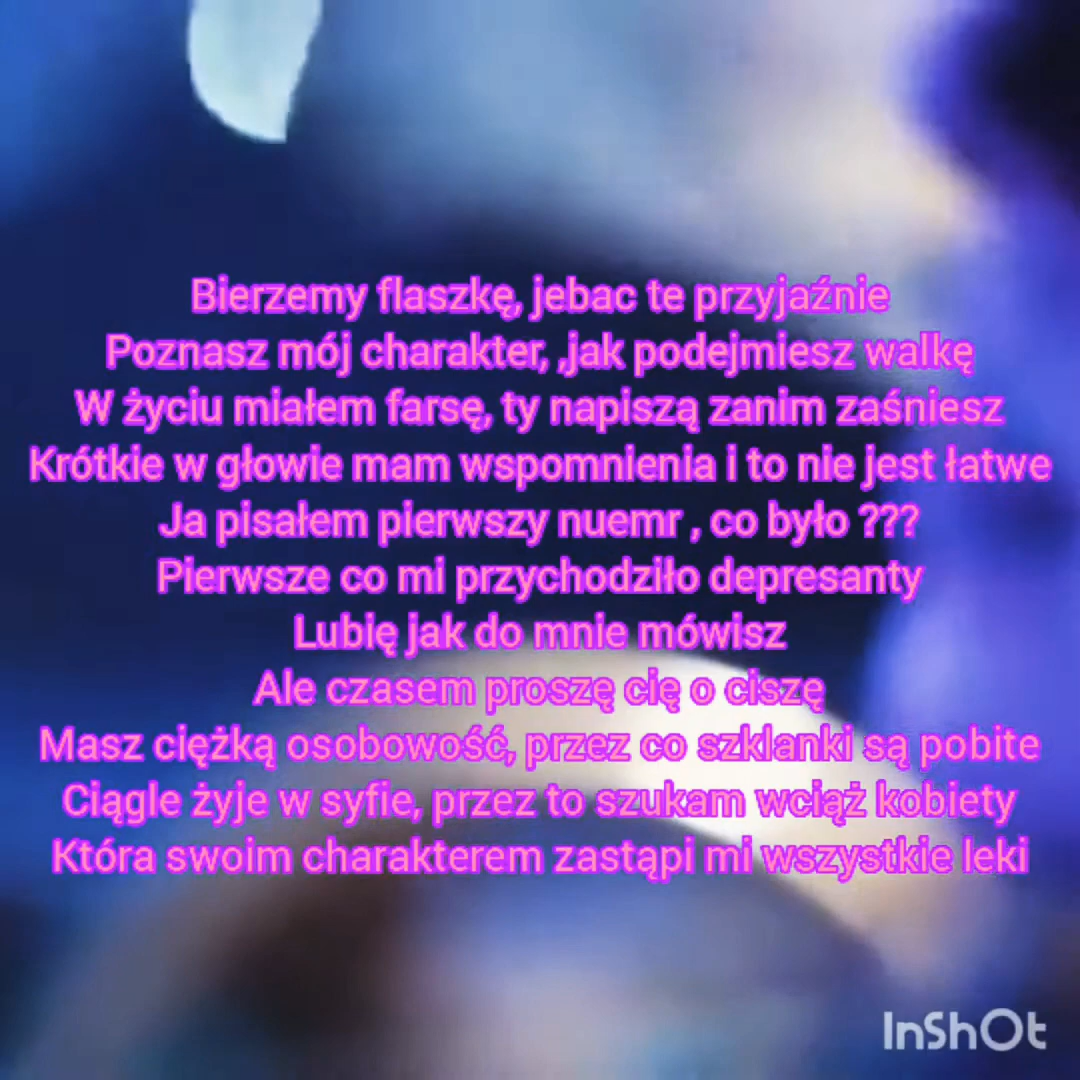 Bierzemy flaszkę, jebac te przyjaźnie
Poznasz mój charakter, ,jak podejmiesz walkę
W życiu miałem farsę, ty napiszą zanim zaśniesz
Krótkie w głowie mam wspomnienia i to nie jest łatwe
Ja pisałem pierwszy nuemr , co było ???
Pierwsze co mi przychodziło depresanty
Lubię jak do mnie mówisz
Ale czasem proszę cię o ciszę
Masz ciężką osobowość, przez co szklanki są pobite
Ciągle żyje w syfie, przez to szukam wciąż kobiety
Która swoim charakterem zastąpi mi wszystkie leki
InShOt